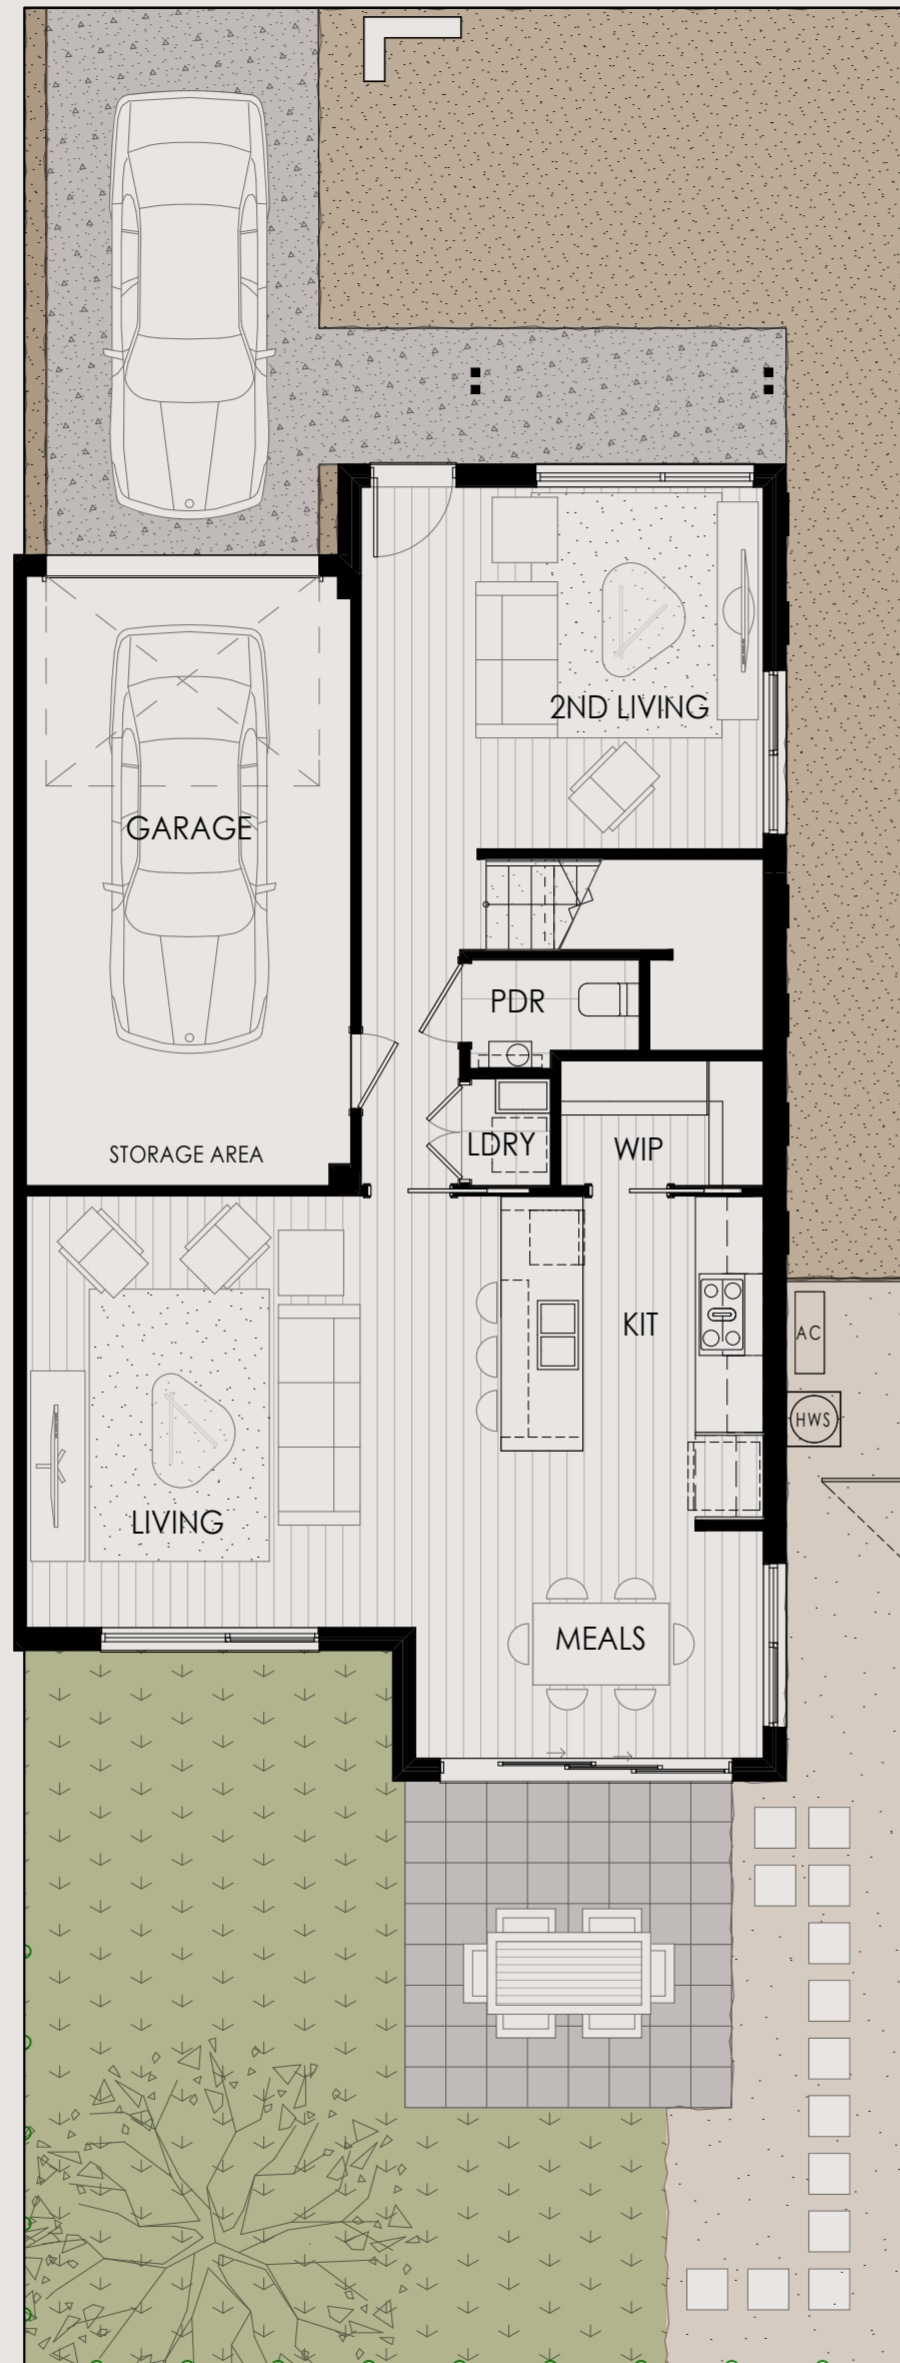 2ND LIVING
GARAGE
PDR
LDRY
WIP
STORAGE AREA
KIT
AC
HWS
LIVING
MEALS